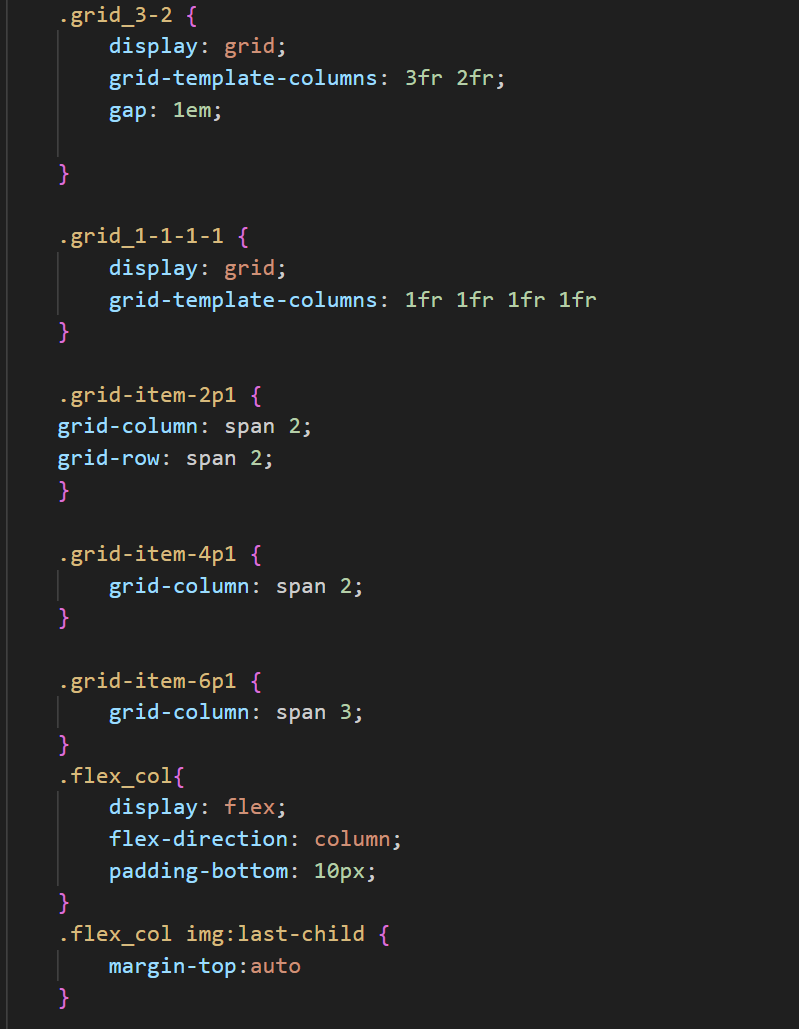 .grid_3-2 {
    display: grid;
    grid-template-columns: 3fr 2fr;
    gap: 1em;

}

.grid_1-1-1-1 {
    display: grid;
    grid-template-columns: 1fr 1fr 1fr 1fr
}

.grid-item-2p1 {
grid-column: span 2;
grid-row: span 2;
}

.grid-item-4p1 {
    grid-column: span 2;
}

.grid-item-6p1 {
    grid-column: span 3;
}
.flex_col{
    display: flex;
    flex-direction: column;
    padding-bottom: 10px;
}
.flex_col img:last-child {
    margin-top:auto
}